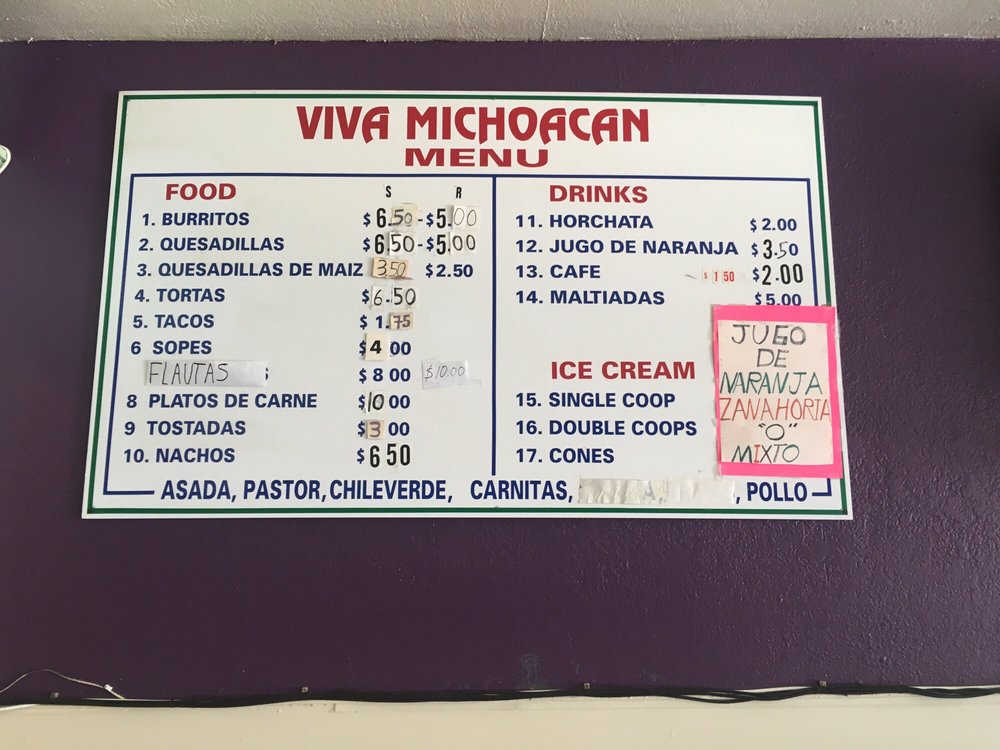 VIVA MICHOACAN
MENU
FOOD S R
1. BURRITOS $6.50-$5.00
2. QUESADILLAS $6.50-$5.00
3. QUESADILLAS DE MAIZ 3.50 $2.50
4. TORTAS $6.50
5. TACOS $1.75
6 SOPES $4 00
FLAUTAS $8 00 $10.00
8 PLATOS DE CARNE $10 00
9 TOSTADAS $3 00
10. NACHOS $6 50
DRINKS
11. HORCHATA $2.00
12. JUGO DE NARANJA $3.50
13. CAFE $1 50 $2.00
14. MALTIADAS $5.00
ICE CREAM
15. SINGLE COOP
16. DOUBLE COOPS
17. CONES
JUGO
DE
NARANJA
ZANAHORIA
"O"
MIXTO
ASADA, PASTOR, CHILEVERDE, CARNITAS, , POLLO